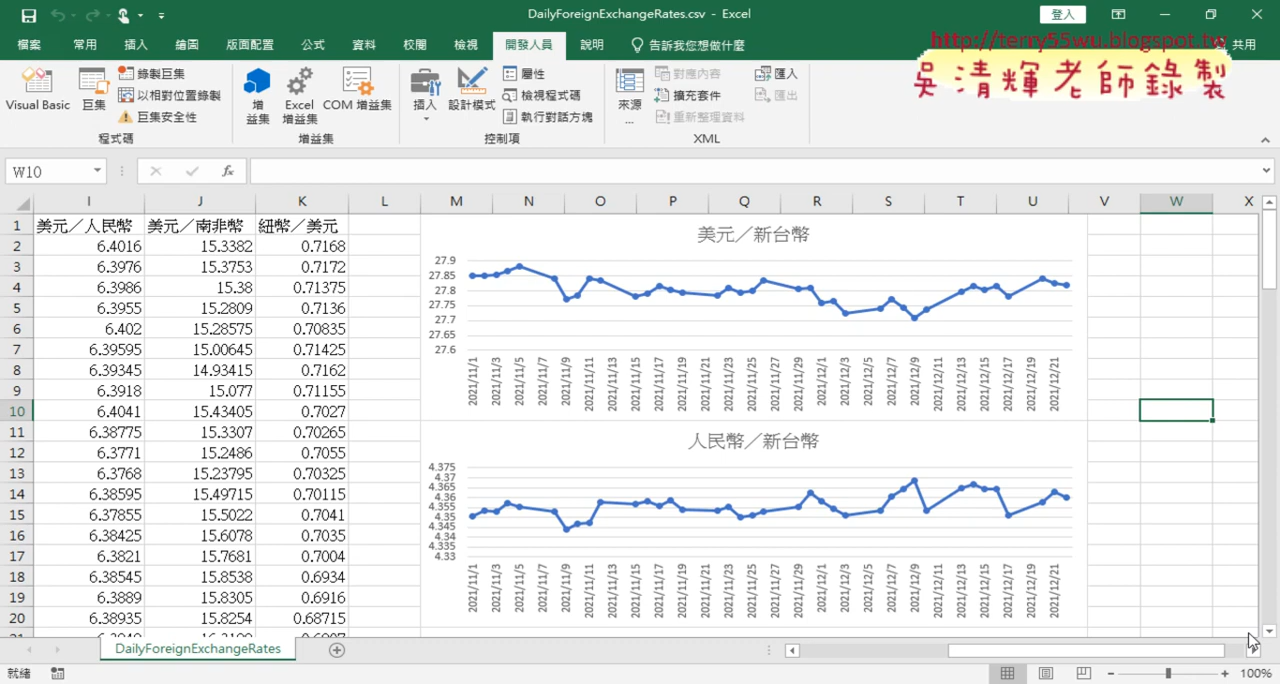 DailyForeignExchangeRates.csv - Excel
登入
檔案 常用 插入 繪圖 版面配置 公式 資料 校閱 檢視 開發人員 說明 告訴我您想做什麼 共用
http://terry55wu.blogspot.tw
吳清輝老師錄製
Visual Basic
巨集
錄製巨集
以相對位置錄製
巨集安全性
程式碼
增益集
Excel 增益集
COM 增益集
增益集
插入
設計模式
屬性
檢視程式碼
執行對話方塊
控制項
來源
...
對應內容
擴充套件
重新整理資料
匯入
匯出
XML
W10
fx
I J K L M N O P Q R S T U V W X
1 美元／人民幣 美元／南非幣 紐幣／美元
2 6.4016 15.3382 0.7168
3 6.3976 15.3753 0.7172
4 6.3986 15.38 0.71375
5 6.3955 15.2809 0.7136
6 6.402 15.28575 0.70835
7 6.39595 15.00645 0.71425
8 6.39345 14.93415 0.7162
9 6.3918 15.077 0.71155
10 6.4041 15.43405 0.7027
11 6.38775 15.3307 0.70265
12 6.3771 15.2486 0.7055
13 6.3768 15.23795 0.70325
14 6.38595 15.49715 0.70115
15 6.37855 15.5022 0.7041
16 6.38425 15.6078 0.7035
17 6.3821 15.7681 0.7004
18 6.38545 15.8538 0.6934
19 6.3889 15.8305 0.6916
20 6.38935 15.8254 0.68715
美元／新台幣
27.9
27.85
27.8
27.75
27.7
27.65
27.6
2021/11/1 2021/11/3 2021/11/5 2021/11/7 2021/11/9 2021/11/11 2021/11/13 2021/11/15 2021/11/17 2021/11/19 2021/11/21 2021/11/23 2021/11/25 2021/11/27 2021/11/29 2021/12/1 2021/12/3 2021/12/5 2021/12/7 2021/12/9 2021/12/11 2021/12/13 2021/12/15 2021/12/17 2021/12/19 2021/12/21
人民幣／新台幣
4.375
4.37
4.365
4.36
4.355
4.35
4.345
4.34
4.335
4.33
2021/11/1 2021/11/3 2021/11/5 2021/11/7 2021/11/9 2021/11/11 2021/11/13 2021/11/15 2021/11/17 2021/11/19 2021/11/21 2021/11/23 2021/11/25 2021/11/27 2021/11/29 2021/12/1 2021/12/3 2021/12/5 2021/12/7 2021/12/9 2021/12/11 2021/12/13 2021/12/15 2021/12/17 2021/12/19 2021/12/21
DailyForeignExchangeRates
就緒
100%